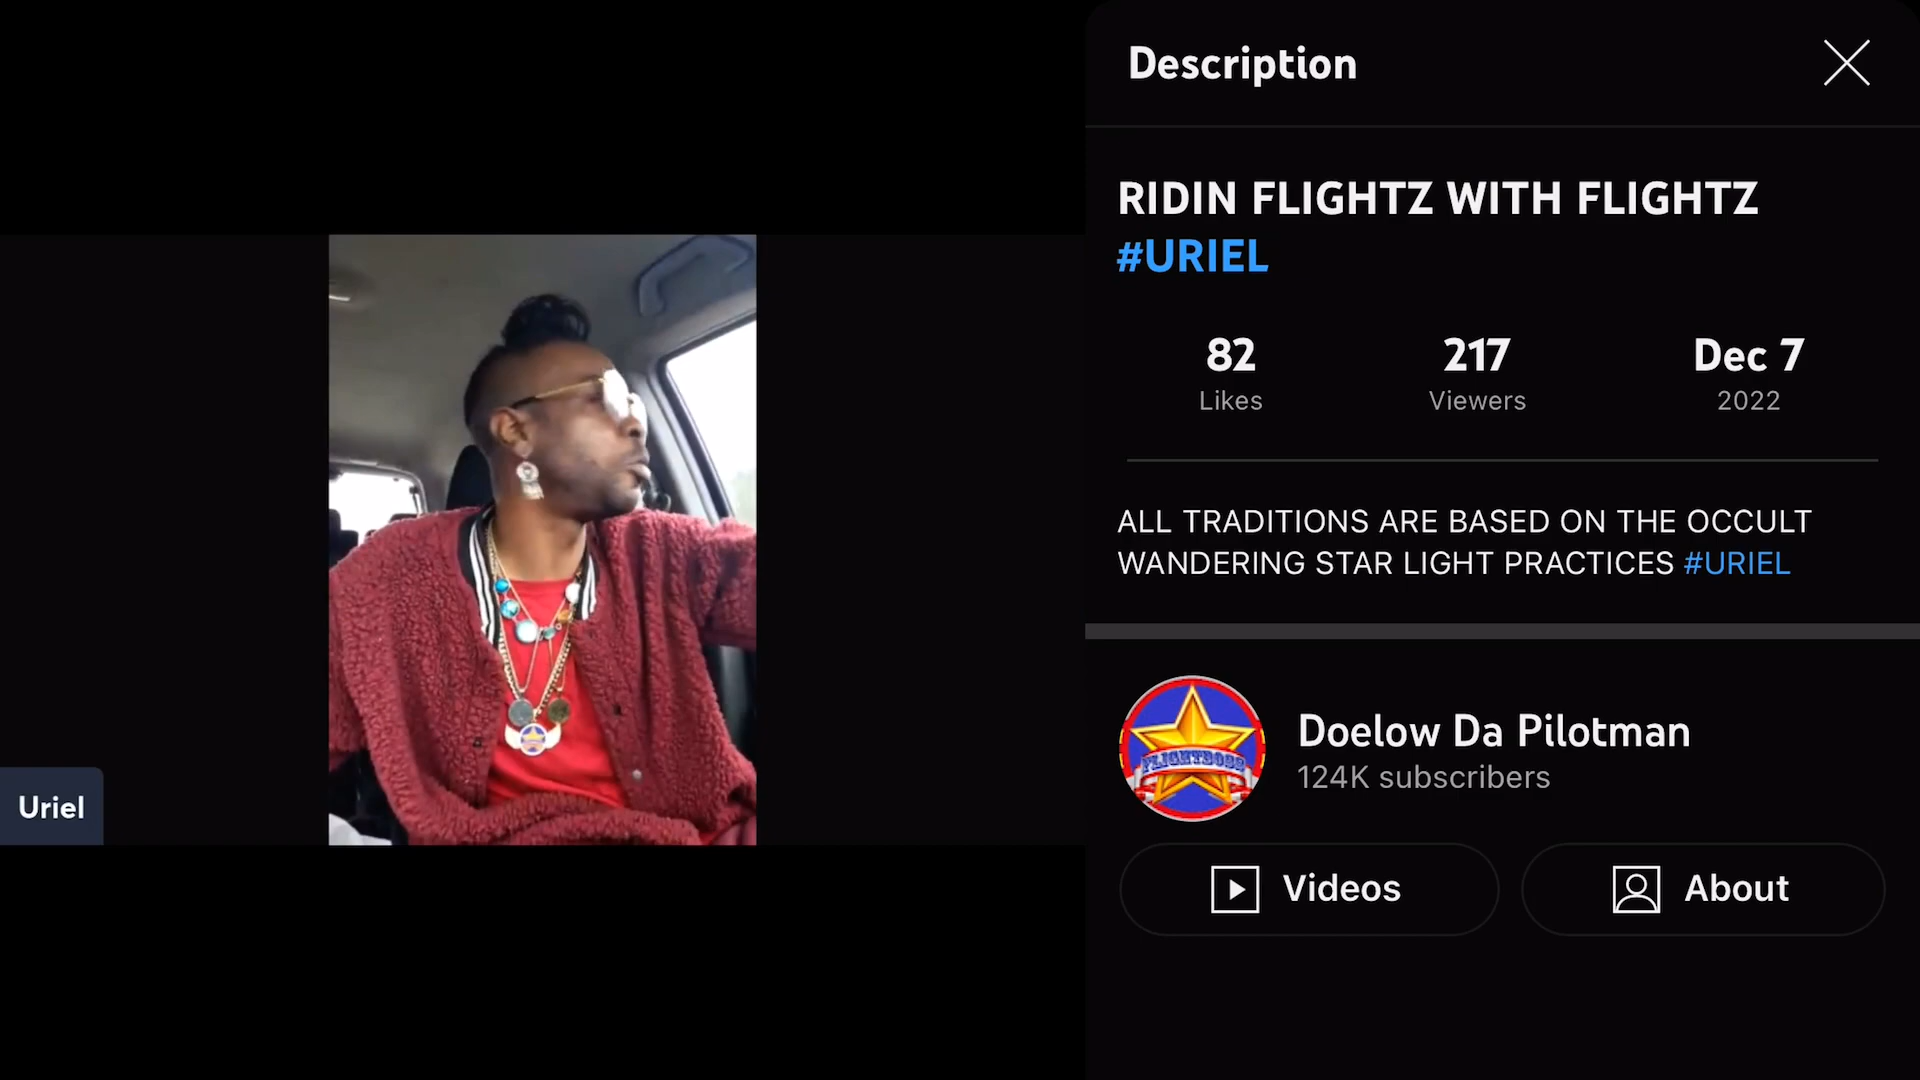 Description
RIDIN FLIGHTZ WITH FLIGHTZ
#URIEL
82
Likes
217
Viewers
Dec 7
2022
ALL TRADITIONS ARE BASED ON THE OCCULT
WANDERING STAR LIGHT PRACTICES #URIEL
FLIGHTBOSS
Doelow Da Pilotman
124K subscribers
Videos
About
Uriel